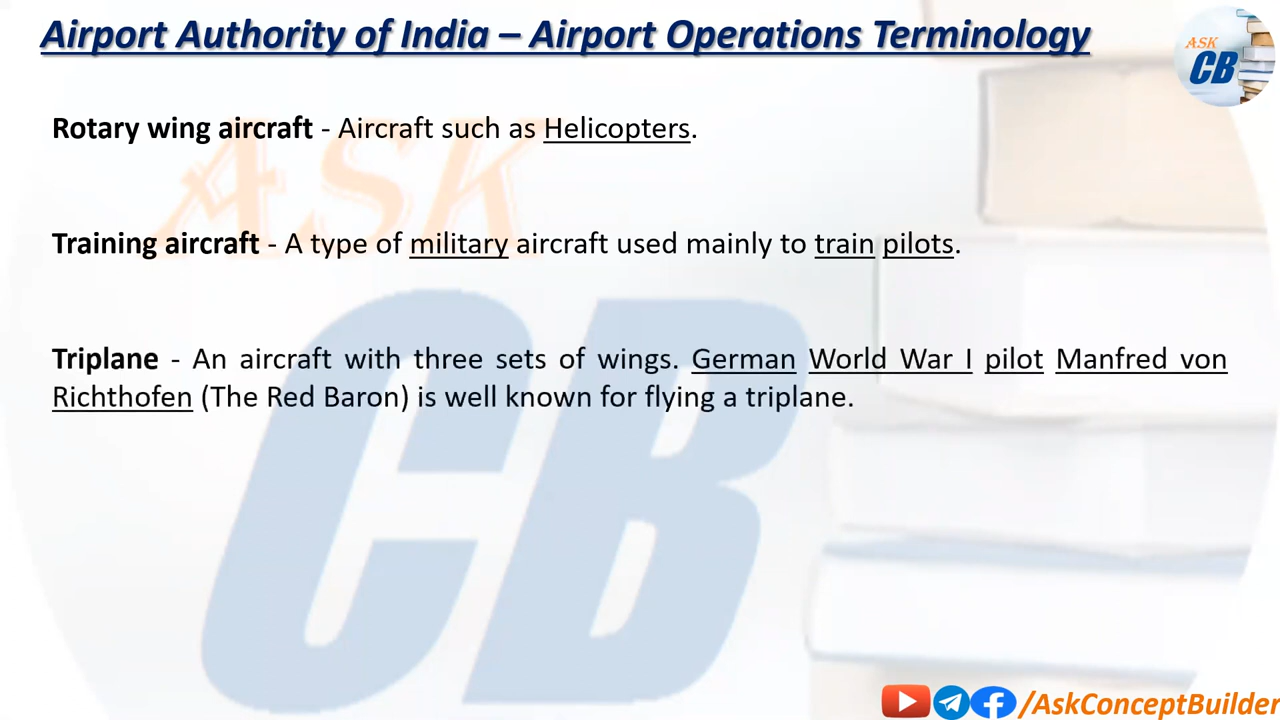 Airport Authority of India – Airport Operations Terminology
ASK
CB
Rotary wing aircraft - Aircraft such as Helicopters.
Training aircraft - A type of military aircraft used mainly to train pilots.
Triplane - An aircraft with three sets of wings. German World War I pilot Manfred von
Richthofen (The Red Baron) is well known for flying a triplane.
ASK
CB
/AskConceptBuilder